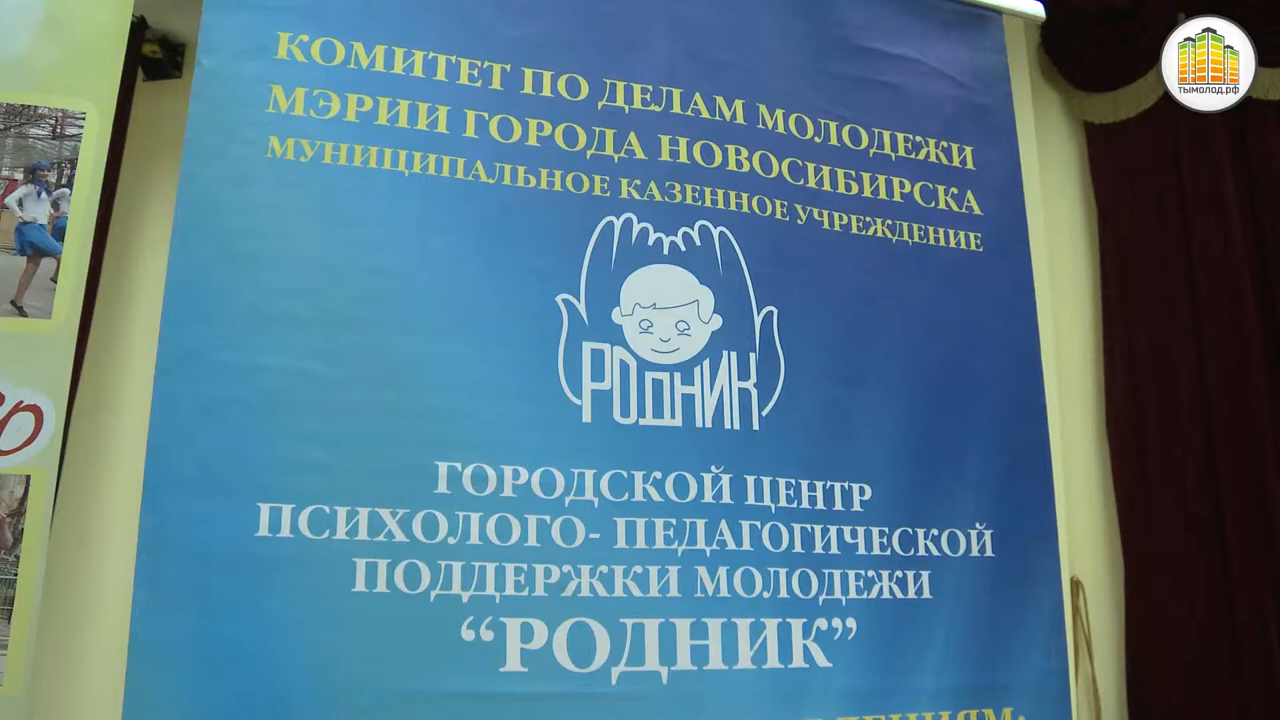 КОМИТЕТ ПО ДЕЛАМ МОЛОДЕЖИ
МЭРИИ ГОРОДА НОВОСИБИРСКА
МУНИЦИПАЛЬНОЕ КАЗЕННОЕ УЧРЕЖДЕНИЕ
РОДНИК
ГОРОДСКОЙ ЦЕНТР
ПСИХОЛОГО- ПЕДАГОГИЧЕСКОЙ
ПОДДЕРЖКИ МОЛОДЕЖИ
“РОДНИК”
ТЫМОЛОД.РФ